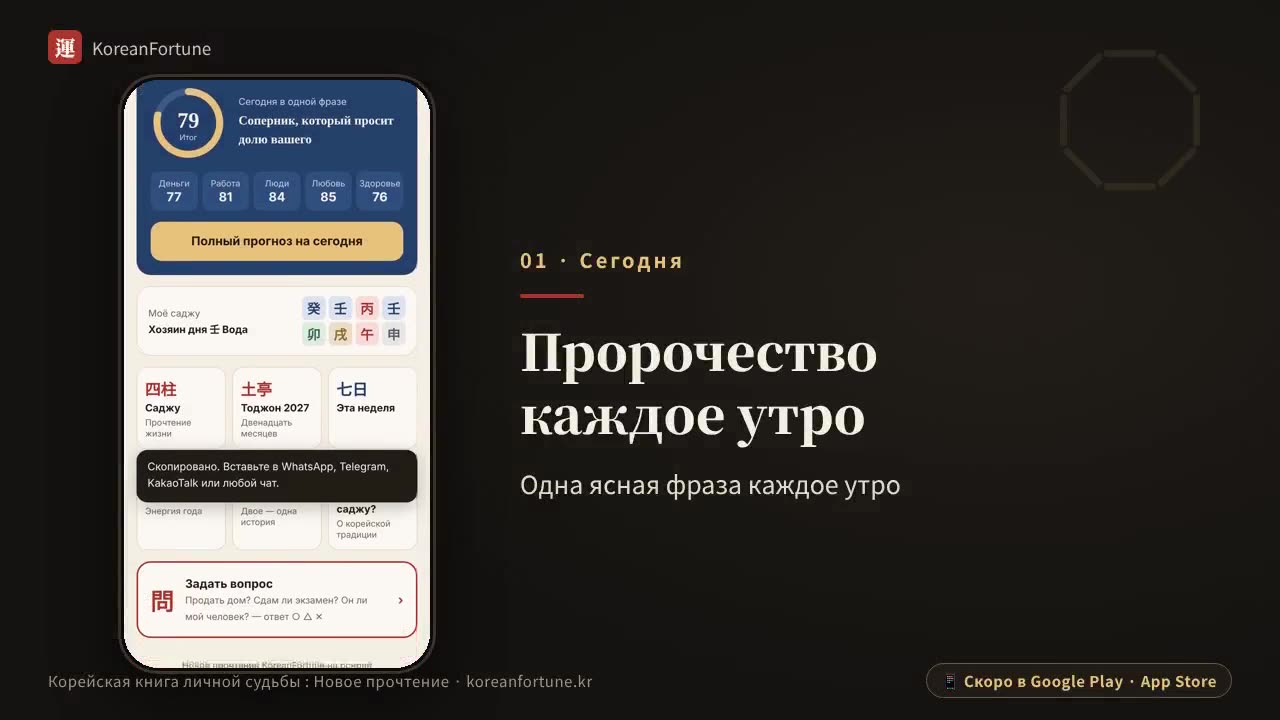 運 KoreanFortune
79
Итог
Сегодня в одной фразе
Соперник, который просит
долю вашего
Деньги Работа Люди Любовь Здоровье
77 81 84 85 76
Полный прогноз на сегодня
Моё саджу
Хозяин дня 壬 Вода
癸 壬 丙 壬
卯 戌 午 申
四柱 土亭 七日
Саджу Тоджон 2027 Эта неделя
Прочтение Двенадцать
жизни месяцев
Скопировано. Вставьте в WhatsApp, Telegram,
KakaoTalk или любой чат.
саджу?
Энергия года Двое — одна
история
О корейской
традиции
問
Задать вопрос
Продать дом? Сдам ли экзамен? Он ли
мой человек? — ответ ○ △ ✕
›
01 · Сегодня
Пророчество
каждое утро
Одна ясная фраза каждое утро
Корейская книга личной судьбы : Новое прочтение · koreanfortune.kr
Скоро в Google Play · App Store